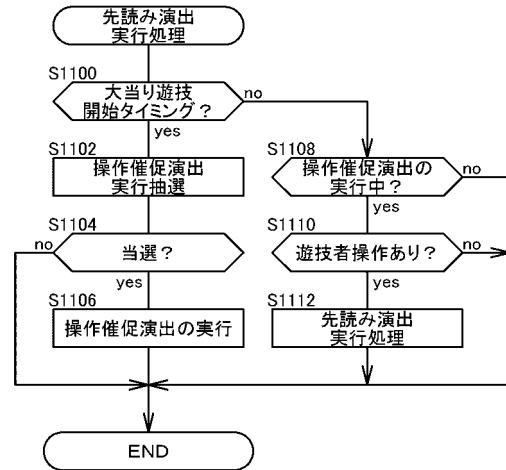 先読み演出
実行処理
S1100
大当り遊技
開始タイミング？
no
yes
S1102
操作催促演出
実行抽選
S1104
no
当選？
yes
S1106
操作催促演出の実行
S1108
操作催促演出の
実行中？
no
yes
S1110
遊技者操作あり？
no
yes
S1112
先読み演出
実行処理
END